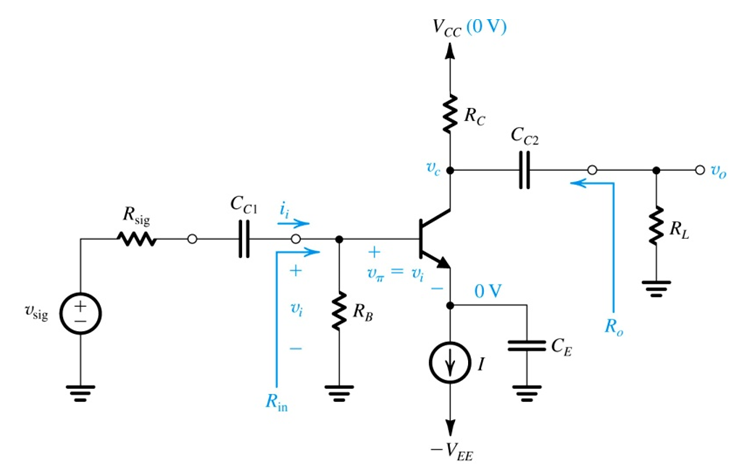 V_CC (0 V)
R_C
C_C2
v_c
v_o
R_sig
C_C1
i_i
R_L
+
+
v_π = v_i
−
0 V
v_sig
+
−
v_i
R_B
−
R_o
I
C_E
R_in
−V_EE